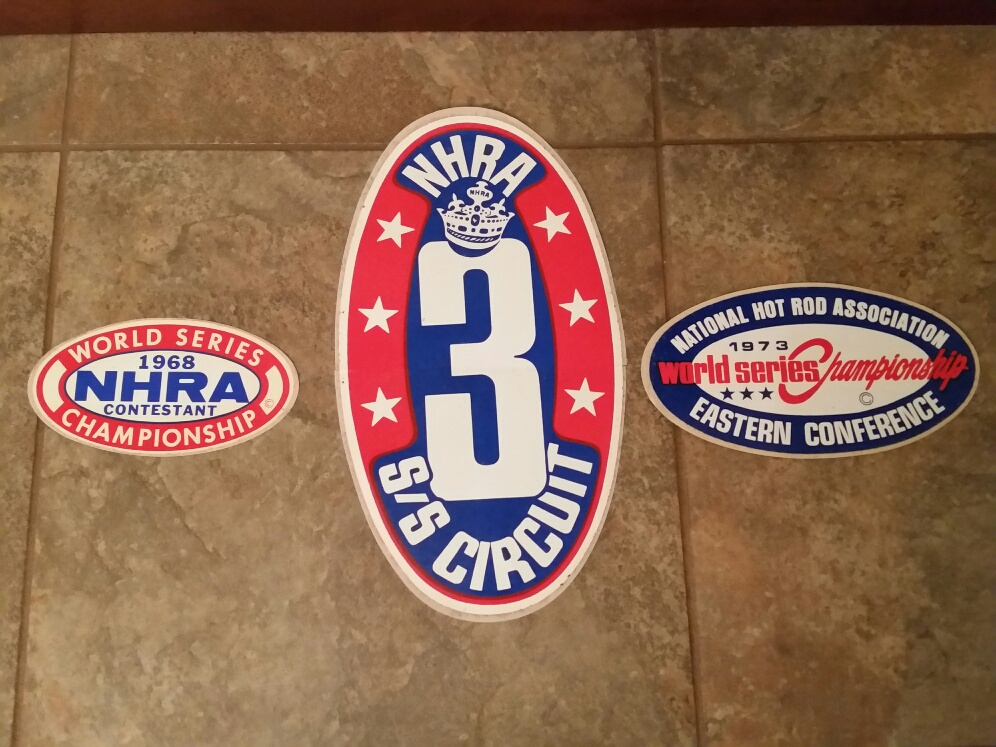 WORLD SERIES
1968
NHRA
CONTESTANT
CHAMPIONSHIP ©
NHRA
NHRA
3
S/S CIRCUIT
NATIONAL HOT ROD ASSOCIATION
1973
world series Championship
©
EASTERN CONFERENCE